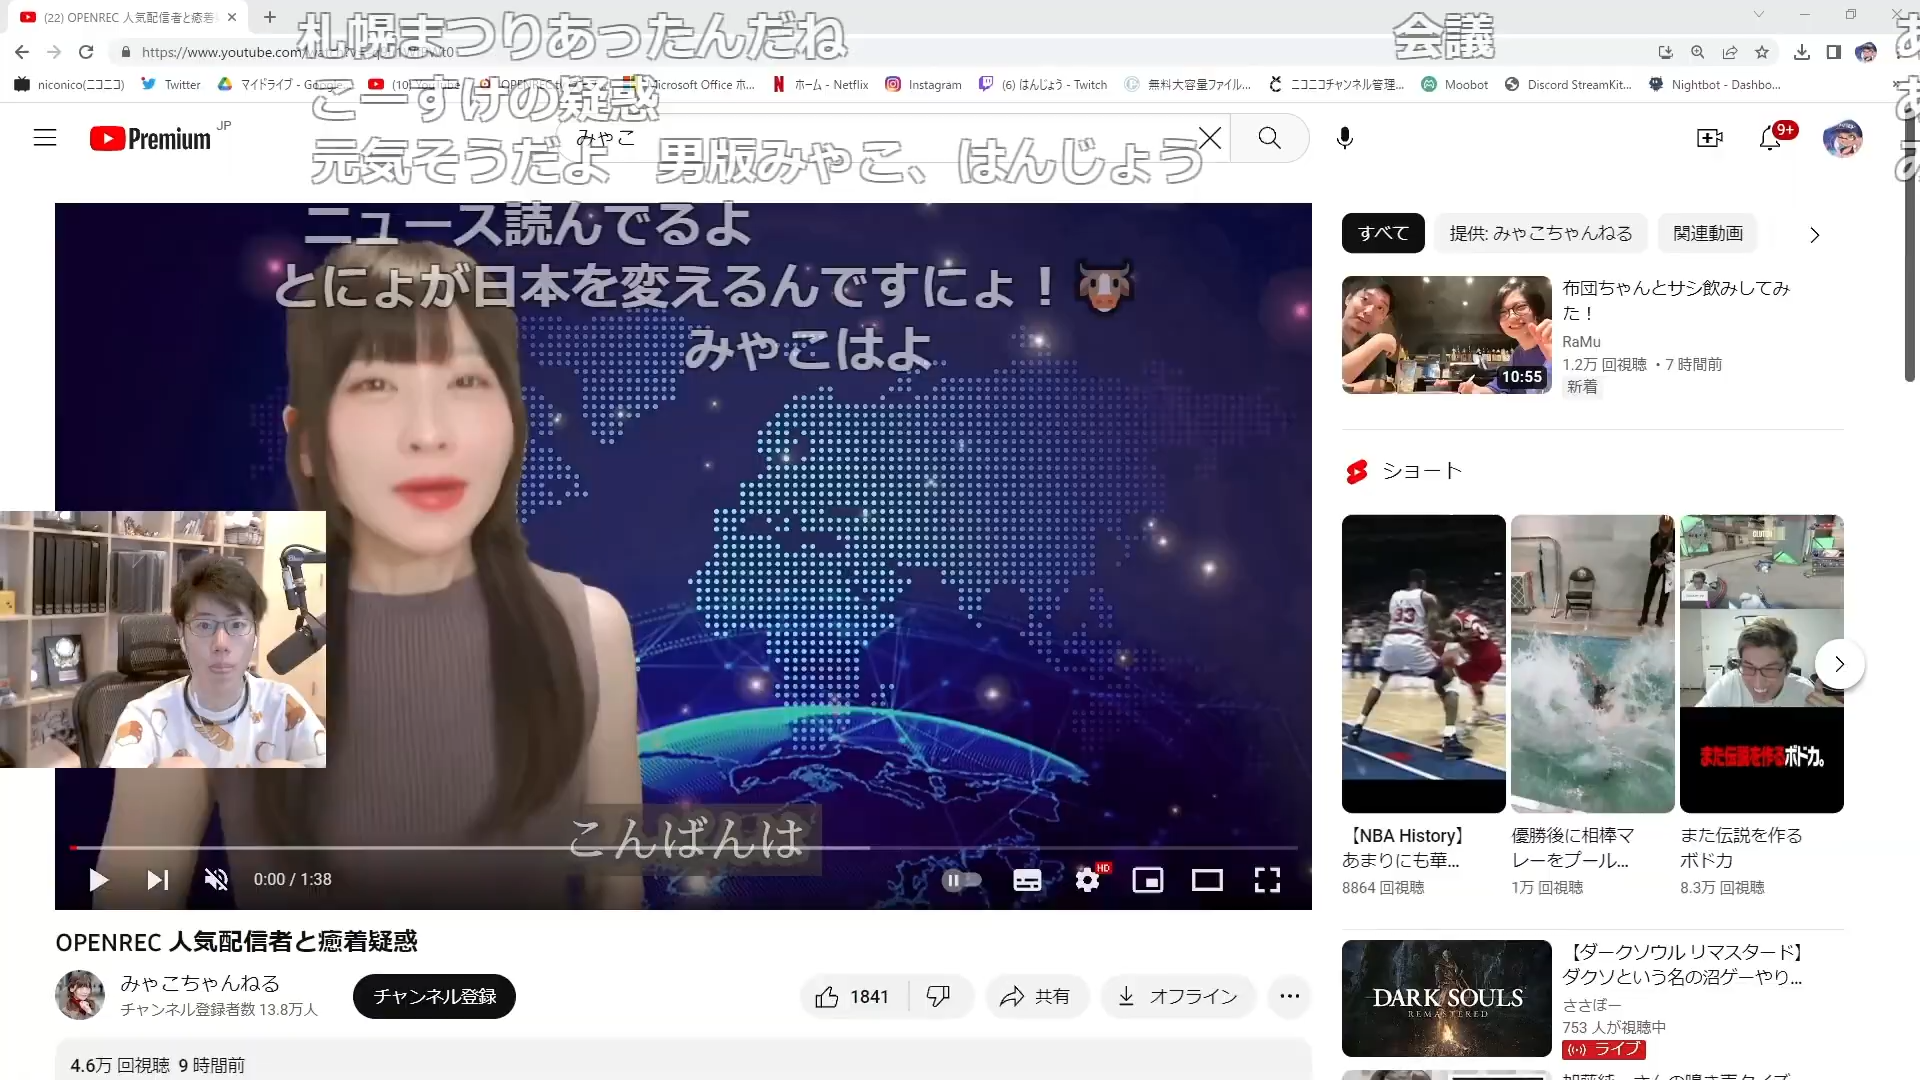 (22) OPENREC 人気配信者と癒着
札幌まつりあったんだね
会議
https://www.youtube.com/
niconico(ニコニコ)
Twitter
マイドライブ - Google
(10) YouTube
Microsoft Office ホ...
ホーム - Netflix
Instagram
(6) はんじょう - Twitch
無料大容量ファイル...
ニコニコチャンネル管理...
Moobot
Discord StreamKit...
Nightbot - Dashbo...
こーすけの疑惑
Premium JP
みやこ
9+
元気そうだよ 男版みやこ、はんじょう
ニュース読んでるよ
とにょが日本を変えるんですにょ！
みやこはよ
こんばんは
0:00 / 1:38
HD
OPENREC 人気配信者と癒着疑惑
みゃこちゃんねる
チャンネル登録者数 13.8万人
チャンネル登録
1841
共有
オフライン
4.6万 回視聴 9 時間前
すべて
提供: みゃこちゃんねる
関連動画
10:55
布団ちゃんとサシ飲みしてみ
た！
RaMu
1.2万 回視聴 ・7 時間前
新着
ショート
33
また伝説を作るボドカ。
【NBA History】
あまりにも華...
8864 回視聴
優勝後に相棒マ
レーをプール...
1万 回視聴
また伝説を作る
ボドカ
8.3万 回視聴
DARK SOULS
REMASTERED
【ダークソウル リマスタード】
ダクソという名の沼ゲーやり...
ささぼー
753 人が視聴中
ライブ